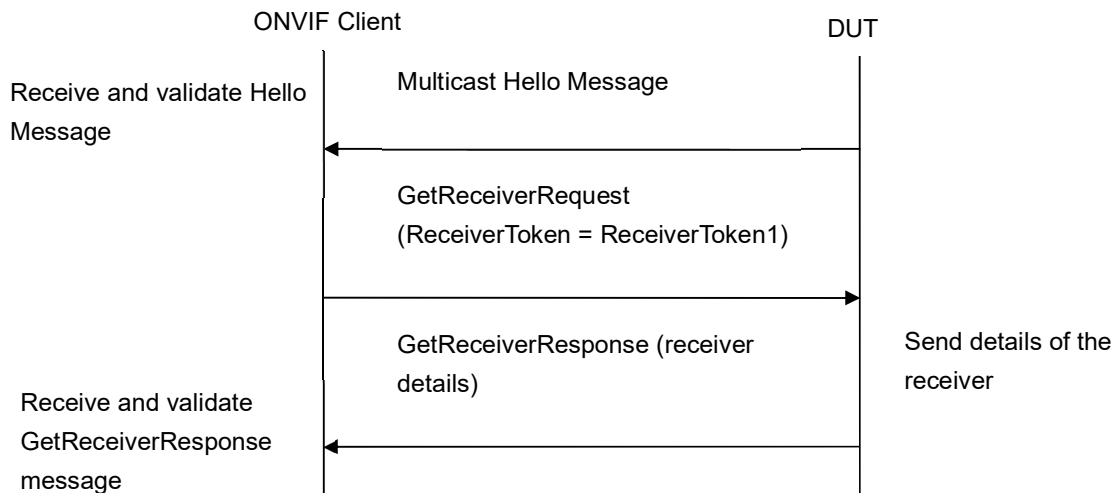 ONVIF Client
DUT
Receive and validate Hello
Message
Multicast Hello Message
GetReceiverRequest
(ReceiverToken = ReceiverToken1)
GetReceiverResponse (receiver
details)
Send details of the
receiver
Receive and validate
GetReceiverResponse
message